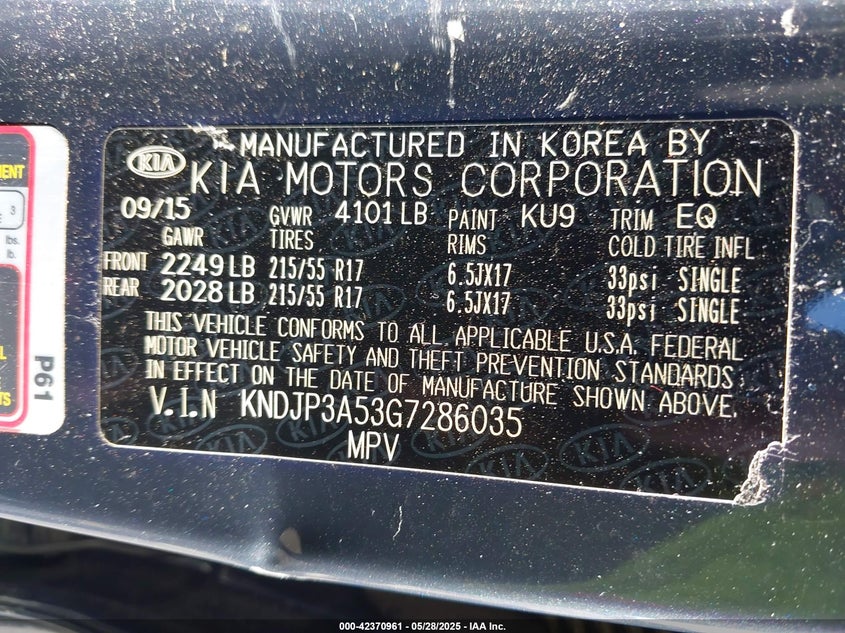 MANUFACTURED IN KOREA BY
KIA KIA MOTORS CORPORATION
09/15 GVWR 4101 LB PAINT KU9 TRIM EQ
GAWR TIRES RIMS COLD TIRE INFL
FRONT 2249 LB 215/55 R17 6.5JX17 33psi SINGLE
REAR 2028 LB 215/55 R17 6.5JX17 33psi SINGLE
THIS VEHICLE CONFORMS TO ALL APPLICABLE U.S.A. FEDERAL
MOTOR VEHICLE SAFETY AND THEFT PREVENTION STANDARDS
IN EFFECT ON THE DATE OF MANUFACTURE SHOWN ABOVE.
V.I.N KNDJP3A53G7286035
MPV
3
lbs.
lb.
P61
000-42370961 - 05/28/2025 - IAA Inc.